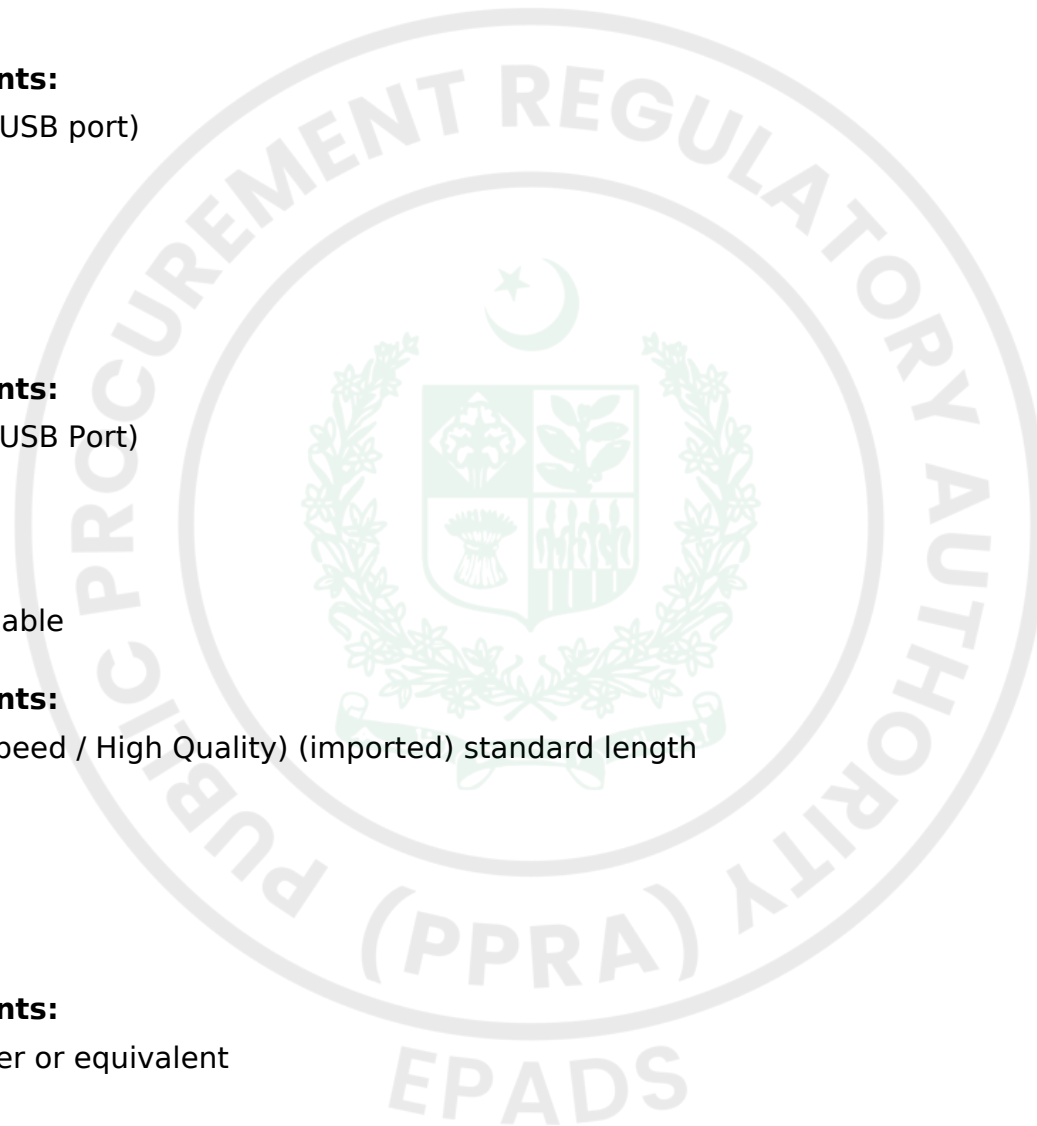 nts:
USB port)
nts:
USB Port)
able
nts:
peed / High Quality) (imported) standard length
nts:
er or equivalent
PUBLIC PROCUREMENT REGULATORY AUTHORITY
(PPRA)
EPADS